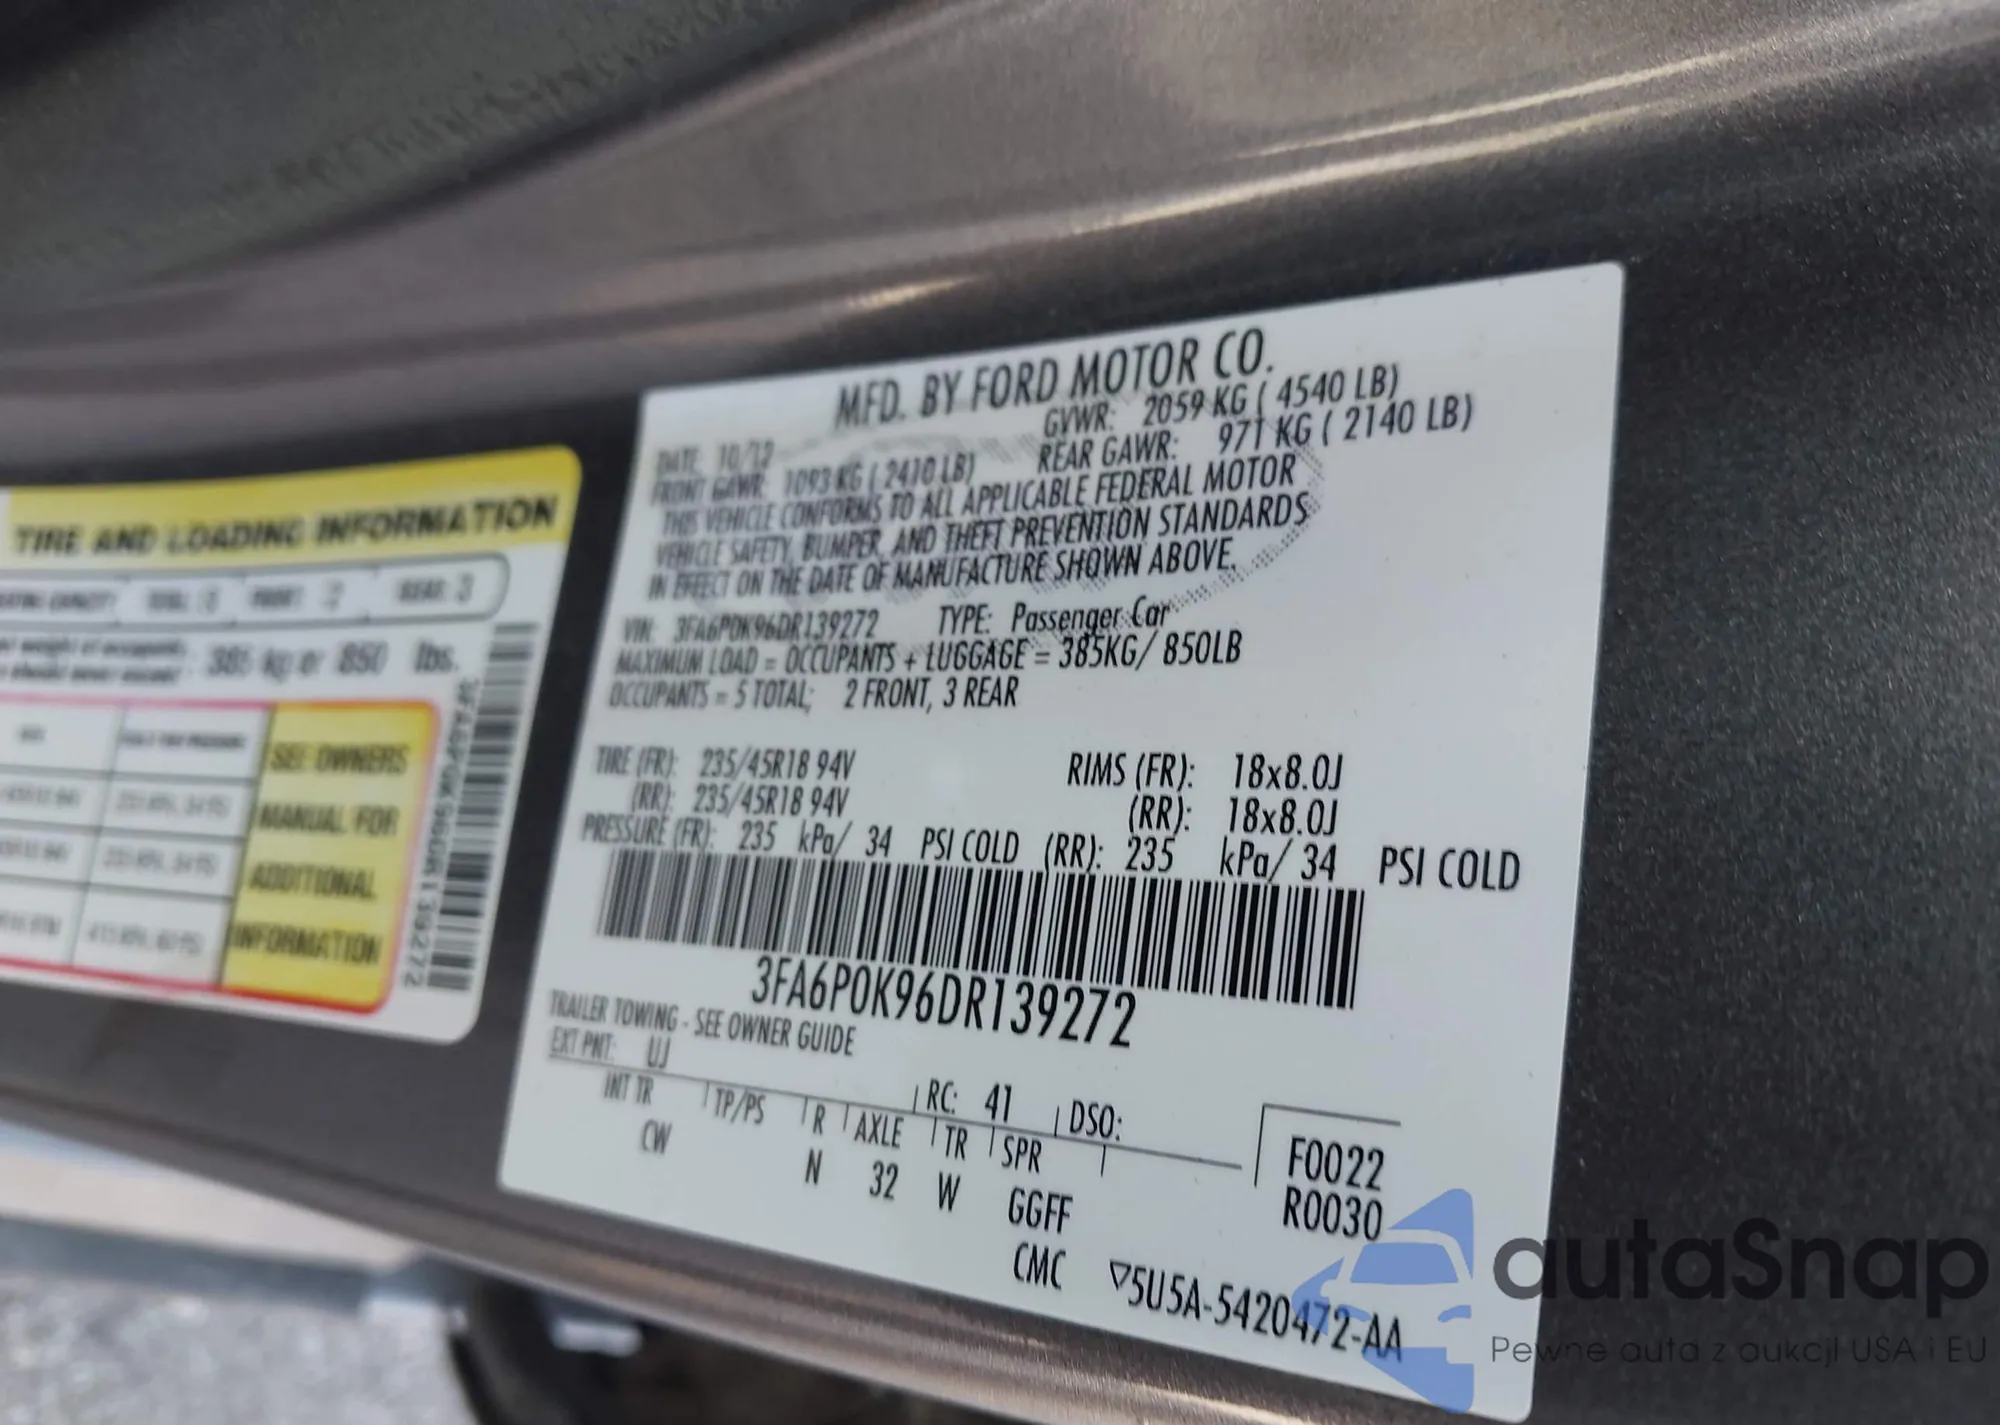 TIRE AND LOADING INFORMATION
385 kg or 850 lbs.
SEE OWNERS
MANUAL FOR
ADDITIONAL
INFORMATION
3FA6P0K96DR139272
MFD. BY FORD MOTOR CO.
DATE: 10/12 GVWR: 2059 KG ( 4540 LB)
FRONT GAWR: 1093 KG ( 2410 LB) REAR GAWR: 971 KG ( 2140 LB)
THIS VEHICLE CONFORMS TO ALL APPLICABLE FEDERAL MOTOR
VEHICLE SAFETY, BUMPER, AND THEFT PREVENTION STANDARDS
IN EFFECT ON THE DATE OF MANUFACTURE SHOWN ABOVE.
VIN: 3FA6P0K96DR139272 TYPE: Passenger Car
MAXIMUM LOAD = OCCUPANTS + LUGGAGE = 385KG/ 850LB
OCCUPANTS = 5 TOTAL; 2 FRONT, 3 REAR
TIRE (FR): 235/45R18 94V RIMS (FR): 18x8.0J
(RR): 235/45R18 94V (RR): 18x8.0J
PRESSURE (FR): 235 kPa/ 34 PSI COLD (RR): 235 kPa/ 34 PSI COLD
3FA6P0K96DR139272
TRAILER TOWING - SEE OWNER GUIDE
EXT PNT: UJ RC: 41 DSO:
INT TR TP/PS R AXLE TR SPR
CW N 32 W GGFF
F0022
R0030
CMC ▽5U5A-5420472-AA
autaSnap
Pewne auta z aukcji USA i EU